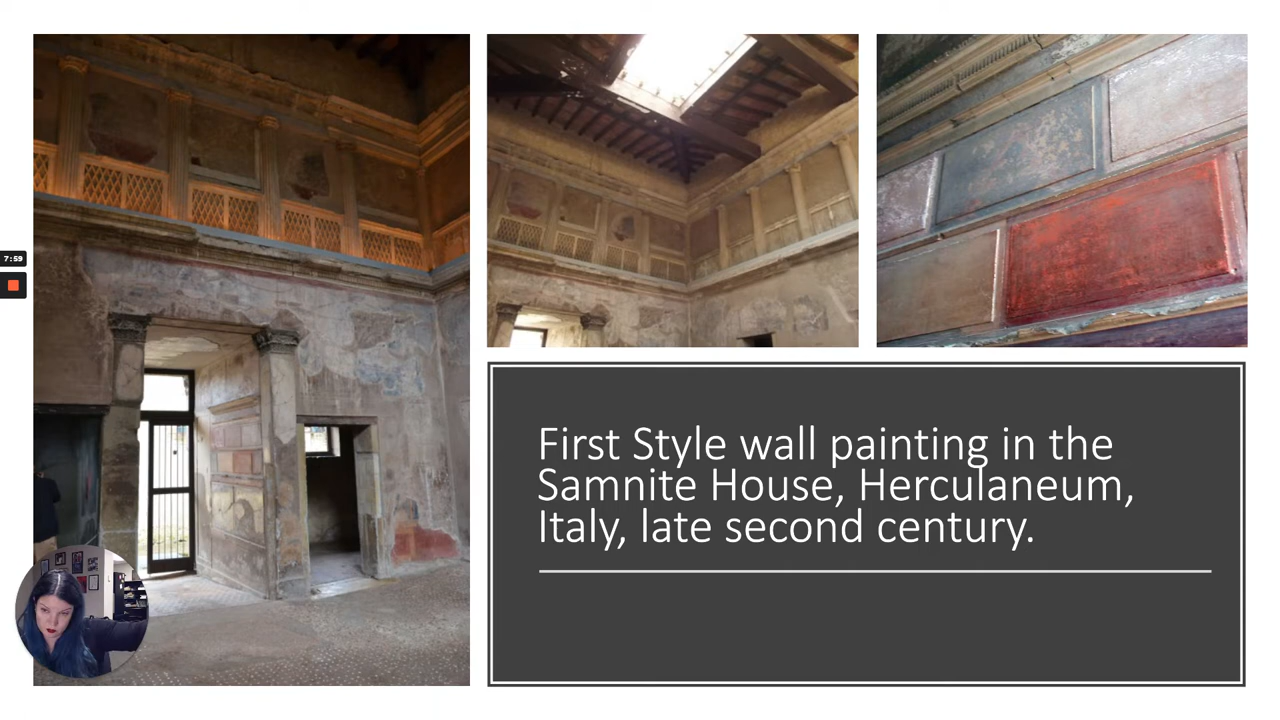 7:59
First Style wall painting in the
Samnite House, Herculaneum,
Italy, late second century.